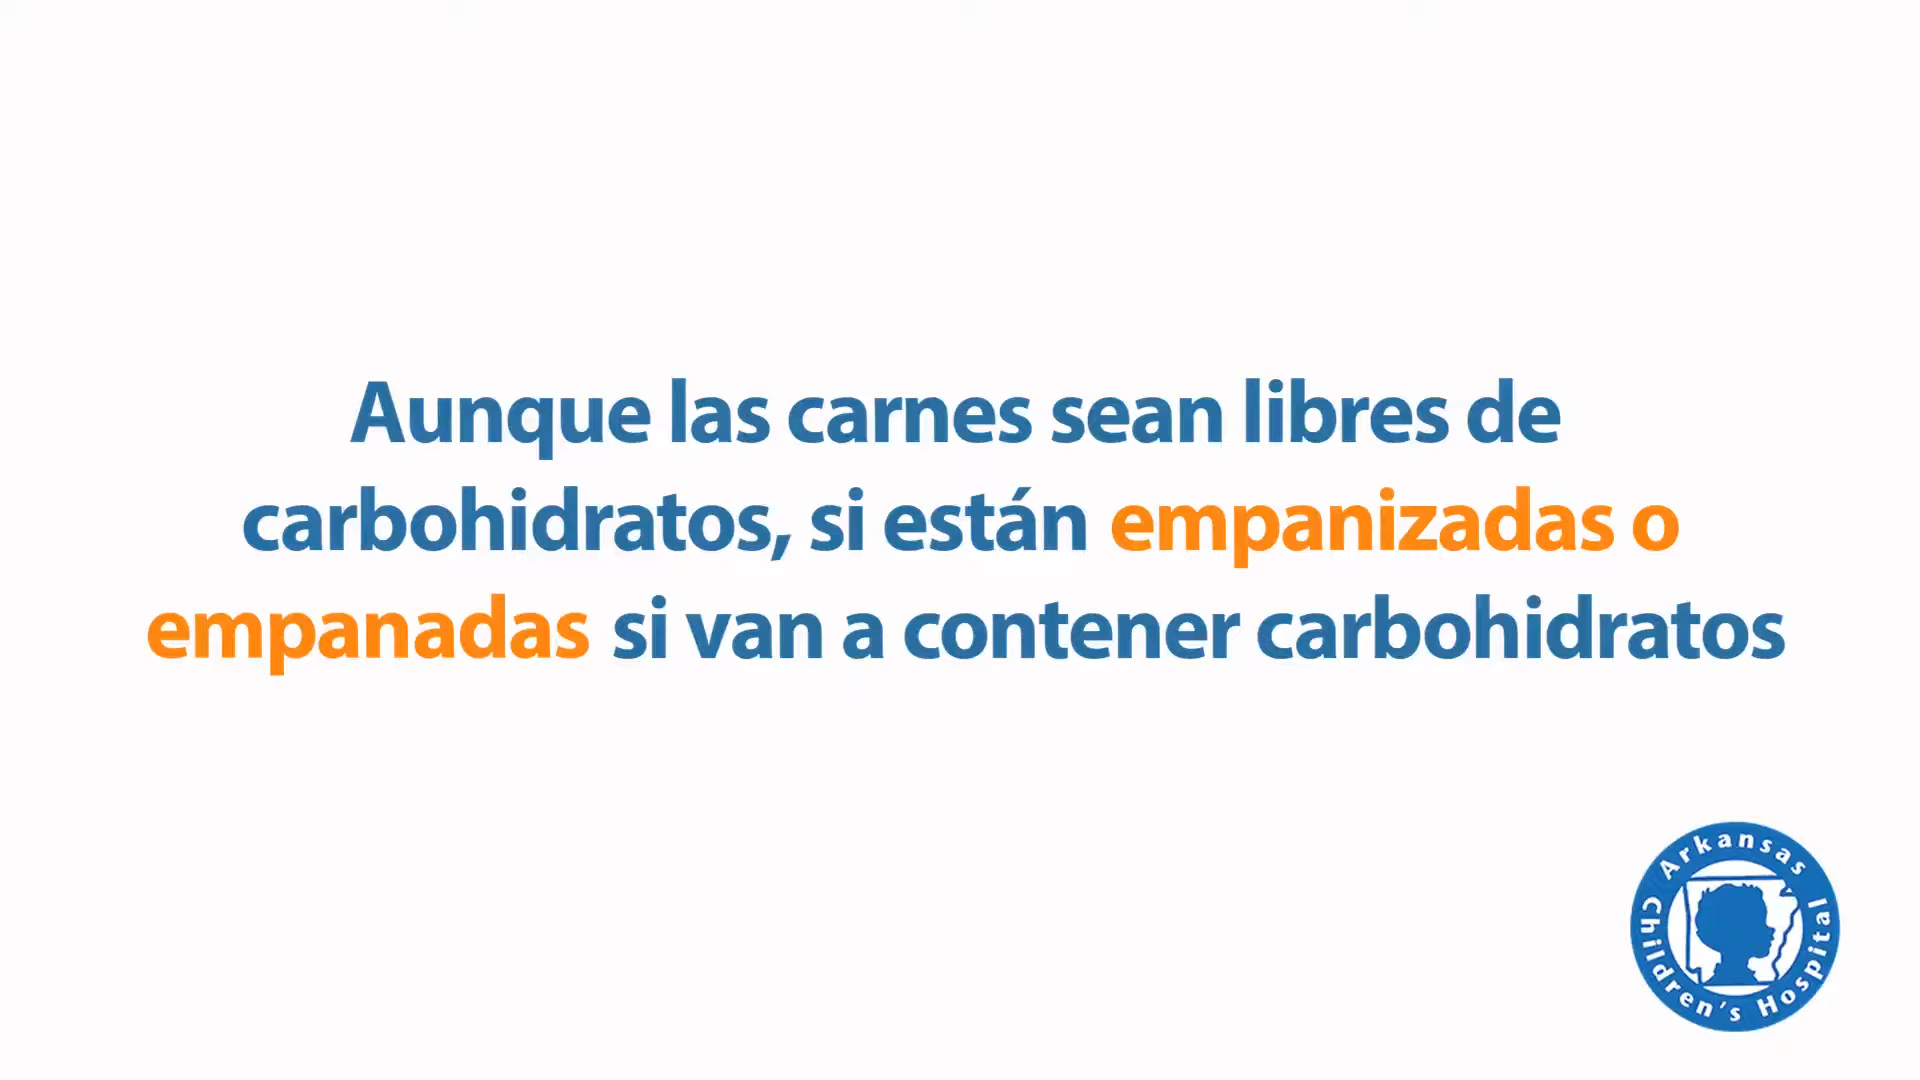 Aunque las carnes sean libres de
carbohidratos, si están empanizadas o
empanadas si van a contener carbohidratos
Arkansas
Children's Hospital